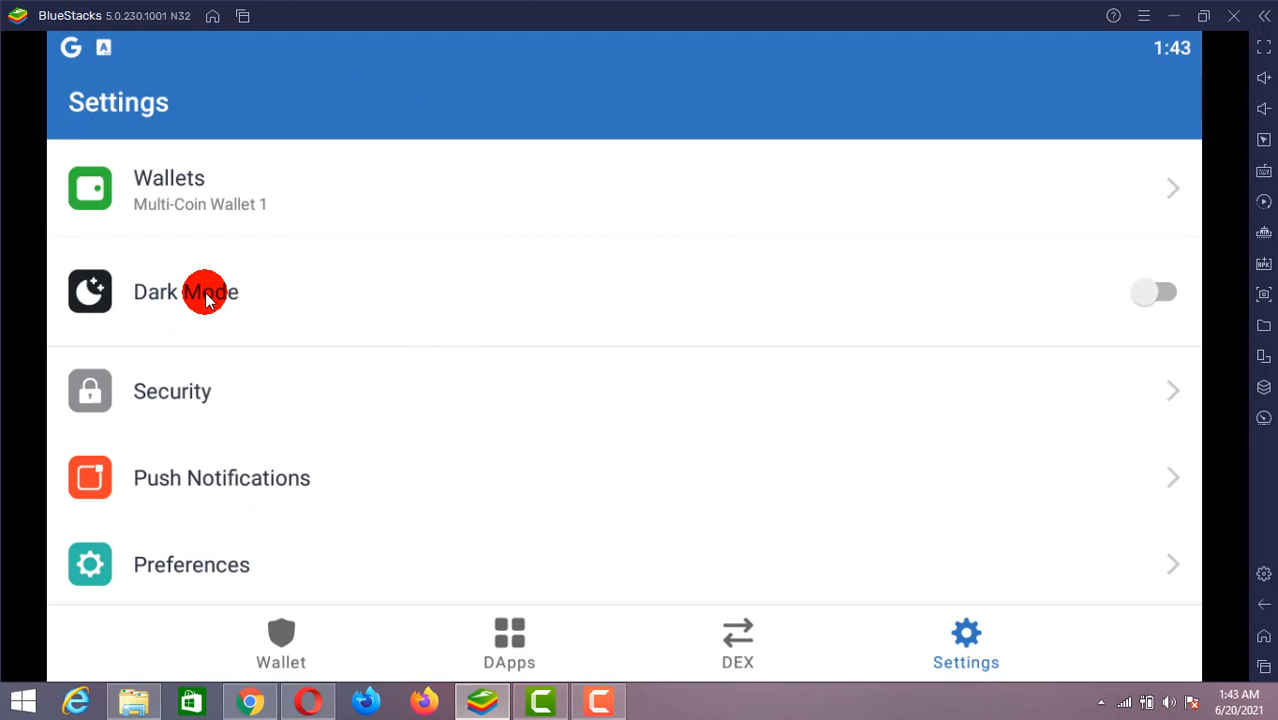 BlueStacks 5.0.230.1001 N32
1:43
Settings
Wallets
Multi-Coin Wallet 1
Dark Mode
Security
Push Notifications
Preferences
Wallet
DApps
DEX
Settings
1:43 AM
6/20/2021